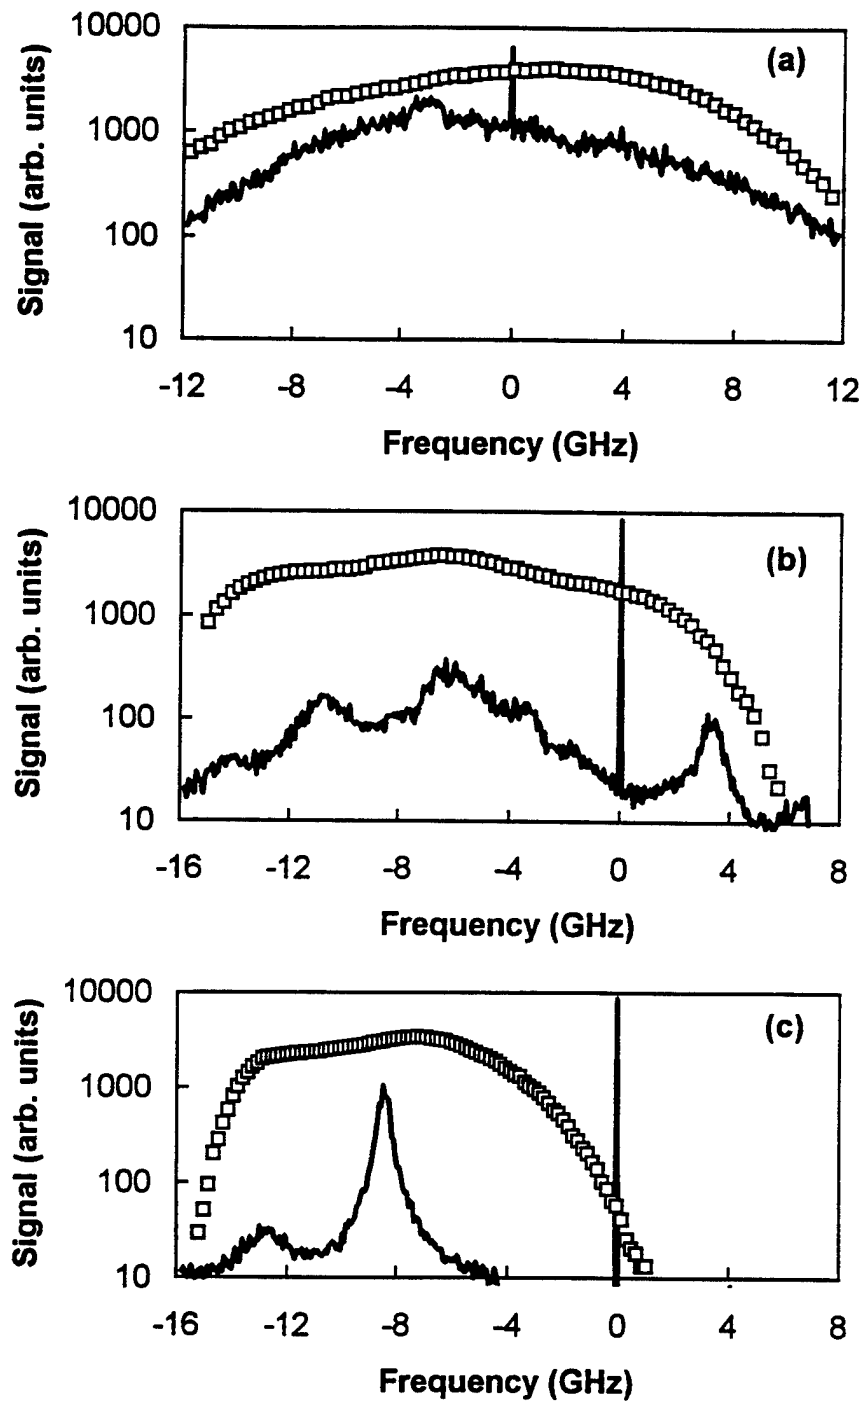 10000
1000
100
10
Signal (arb. units)
(a)
-12 -8 -4 0 4 8 12
Frequency (GHz)
10000
1000
100
10
Signal (arb. units)
(b)
-16 -12 -8 -4 0 4 8
Frequency (GHz)
10000
1000
100
10
Signal (arb. units)
(c)
-16 -12 -8 -4 0 4 8
Frequency (GHz)